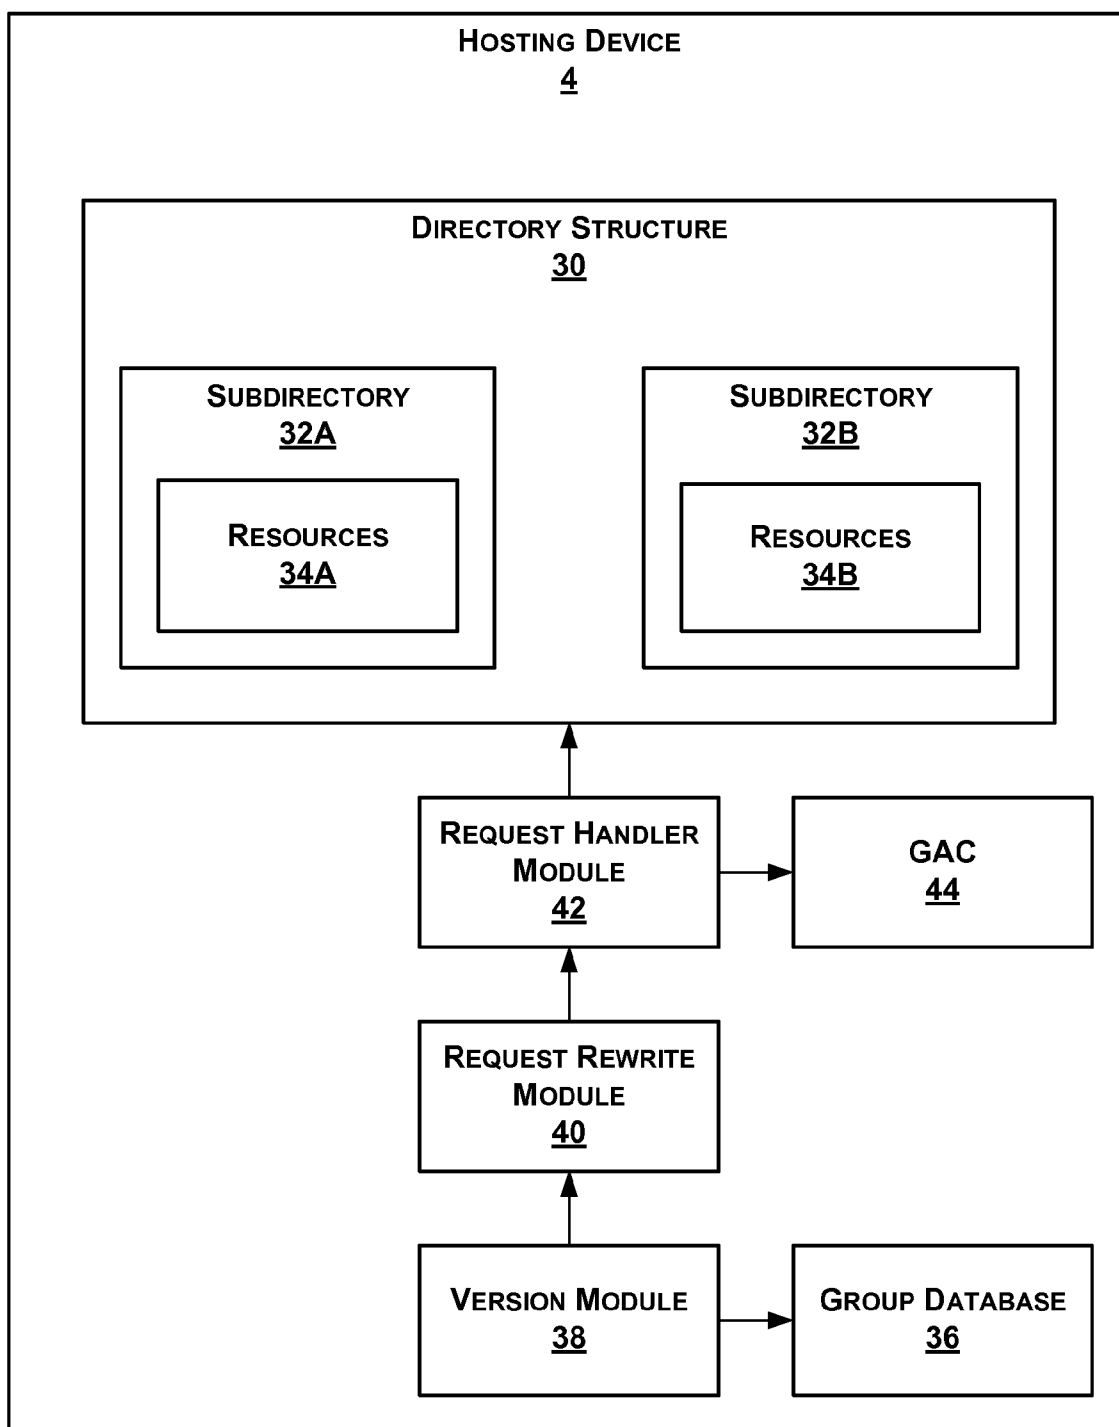 HOSTING DEVICE
4
DIRECTORY STRUCTURE
30
SUBDIRECTORY
32A
RESOURCES
34A
SUBDIRECTORY
32B
RESOURCES
34B
REQUEST HANDLER
MODULE
42
GAC
44
REQUEST REWRITE
MODULE
40
VERSION MODULE
38
GROUP DATABASE
36